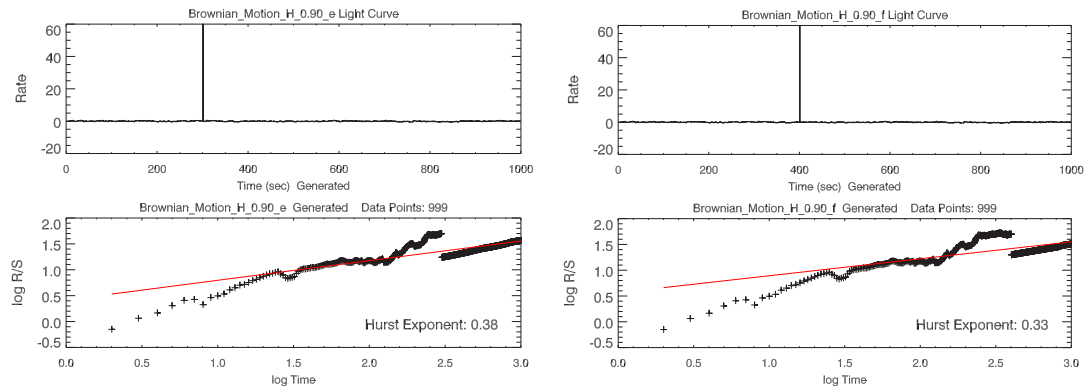 Brownian_Motion_H_0.90_e Light Curve
60
40
20
0
-20
Rate
0 200 400 600 800 1000
Time (sec) Generated
Brownian_Motion_H_0.90_f Light Curve
60
40
20
0
-20
Rate
0 200 400 600 800 1000
Time (sec) Generated
Brownian_Motion_H_0.90_e Generated Data Points: 999
2.0
1.5
1.0
0.5
0.0
-0.5
log R/S
Hurst Exponent: 0.38
0.0 0.5 1.0 1.5 2.0 2.5 3.0
log Time
Brownian_Motion_H_0.90_f Generated Data Points: 999
2.0
1.5
1.0
0.5
0.0
-0.5
log R/S
Hurst Exponent: 0.33
0.0 0.5 1.0 1.5 2.0 2.5 3.0
log Time